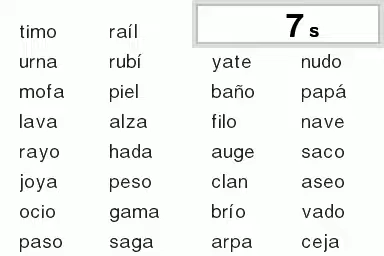 7 s
timo raíl
urna rubí yate nudo
mofa piel baño papá
lava alza filo nave
rayo hada auge saco
joya peso clan aseo
ocio gama brío vado
paso saga arpa ceja